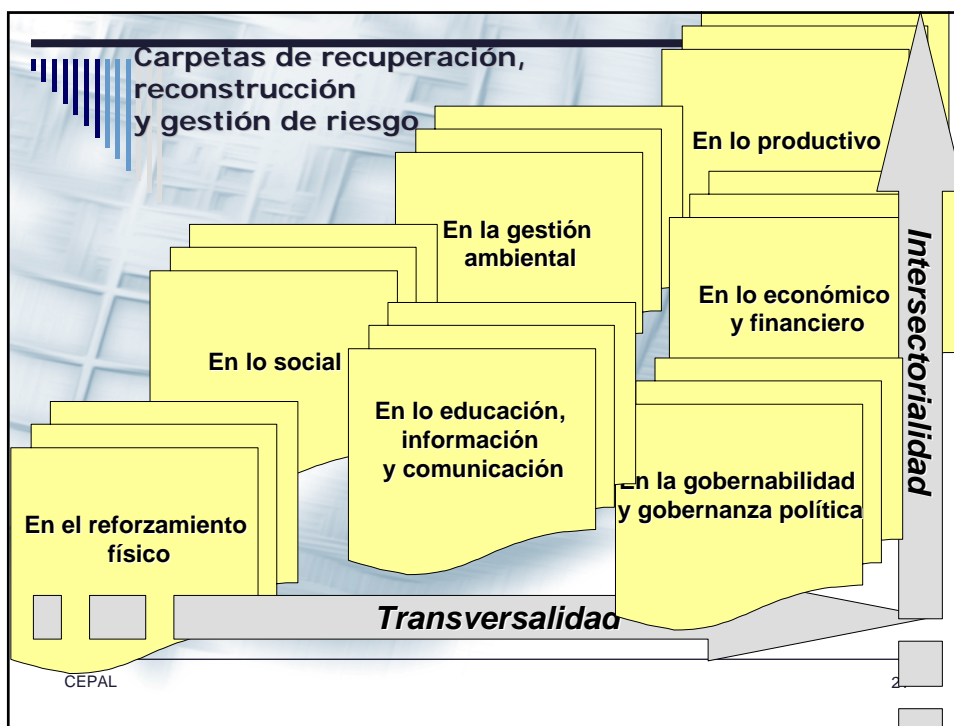 Carpetas de recuperación,
reconstrucción
y gestión de riesgo
En lo productivo
En la gestión
ambiental
En lo económico
y financiero
En lo social
En lo educación,
información
y comunicación
En la gobernabilidad
y gobernanza política
En el reforzamiento
físico
Intersectorialidad
Transversalidad
CEPAL